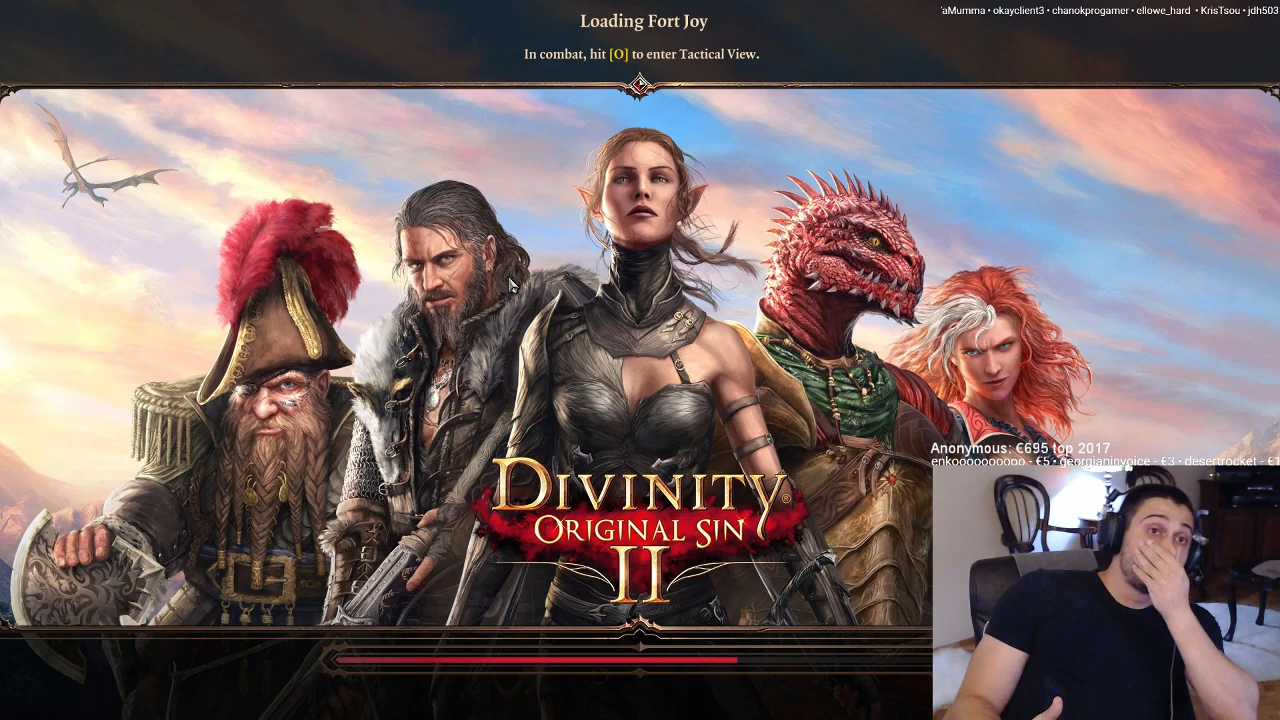 Loading Fort Joy
'aMumma • okayclient3 • chanokprogamer • ellowe_hard • KrisTsou • jdh503
In combat, hit [O] to enter Tactical View.
DIVINITY®
ORIGINAL SIN
II
Anonymous: €695 top 2017
enkoooooooooo - €5 • georgianinvoice - €3 • desertrocket - €1